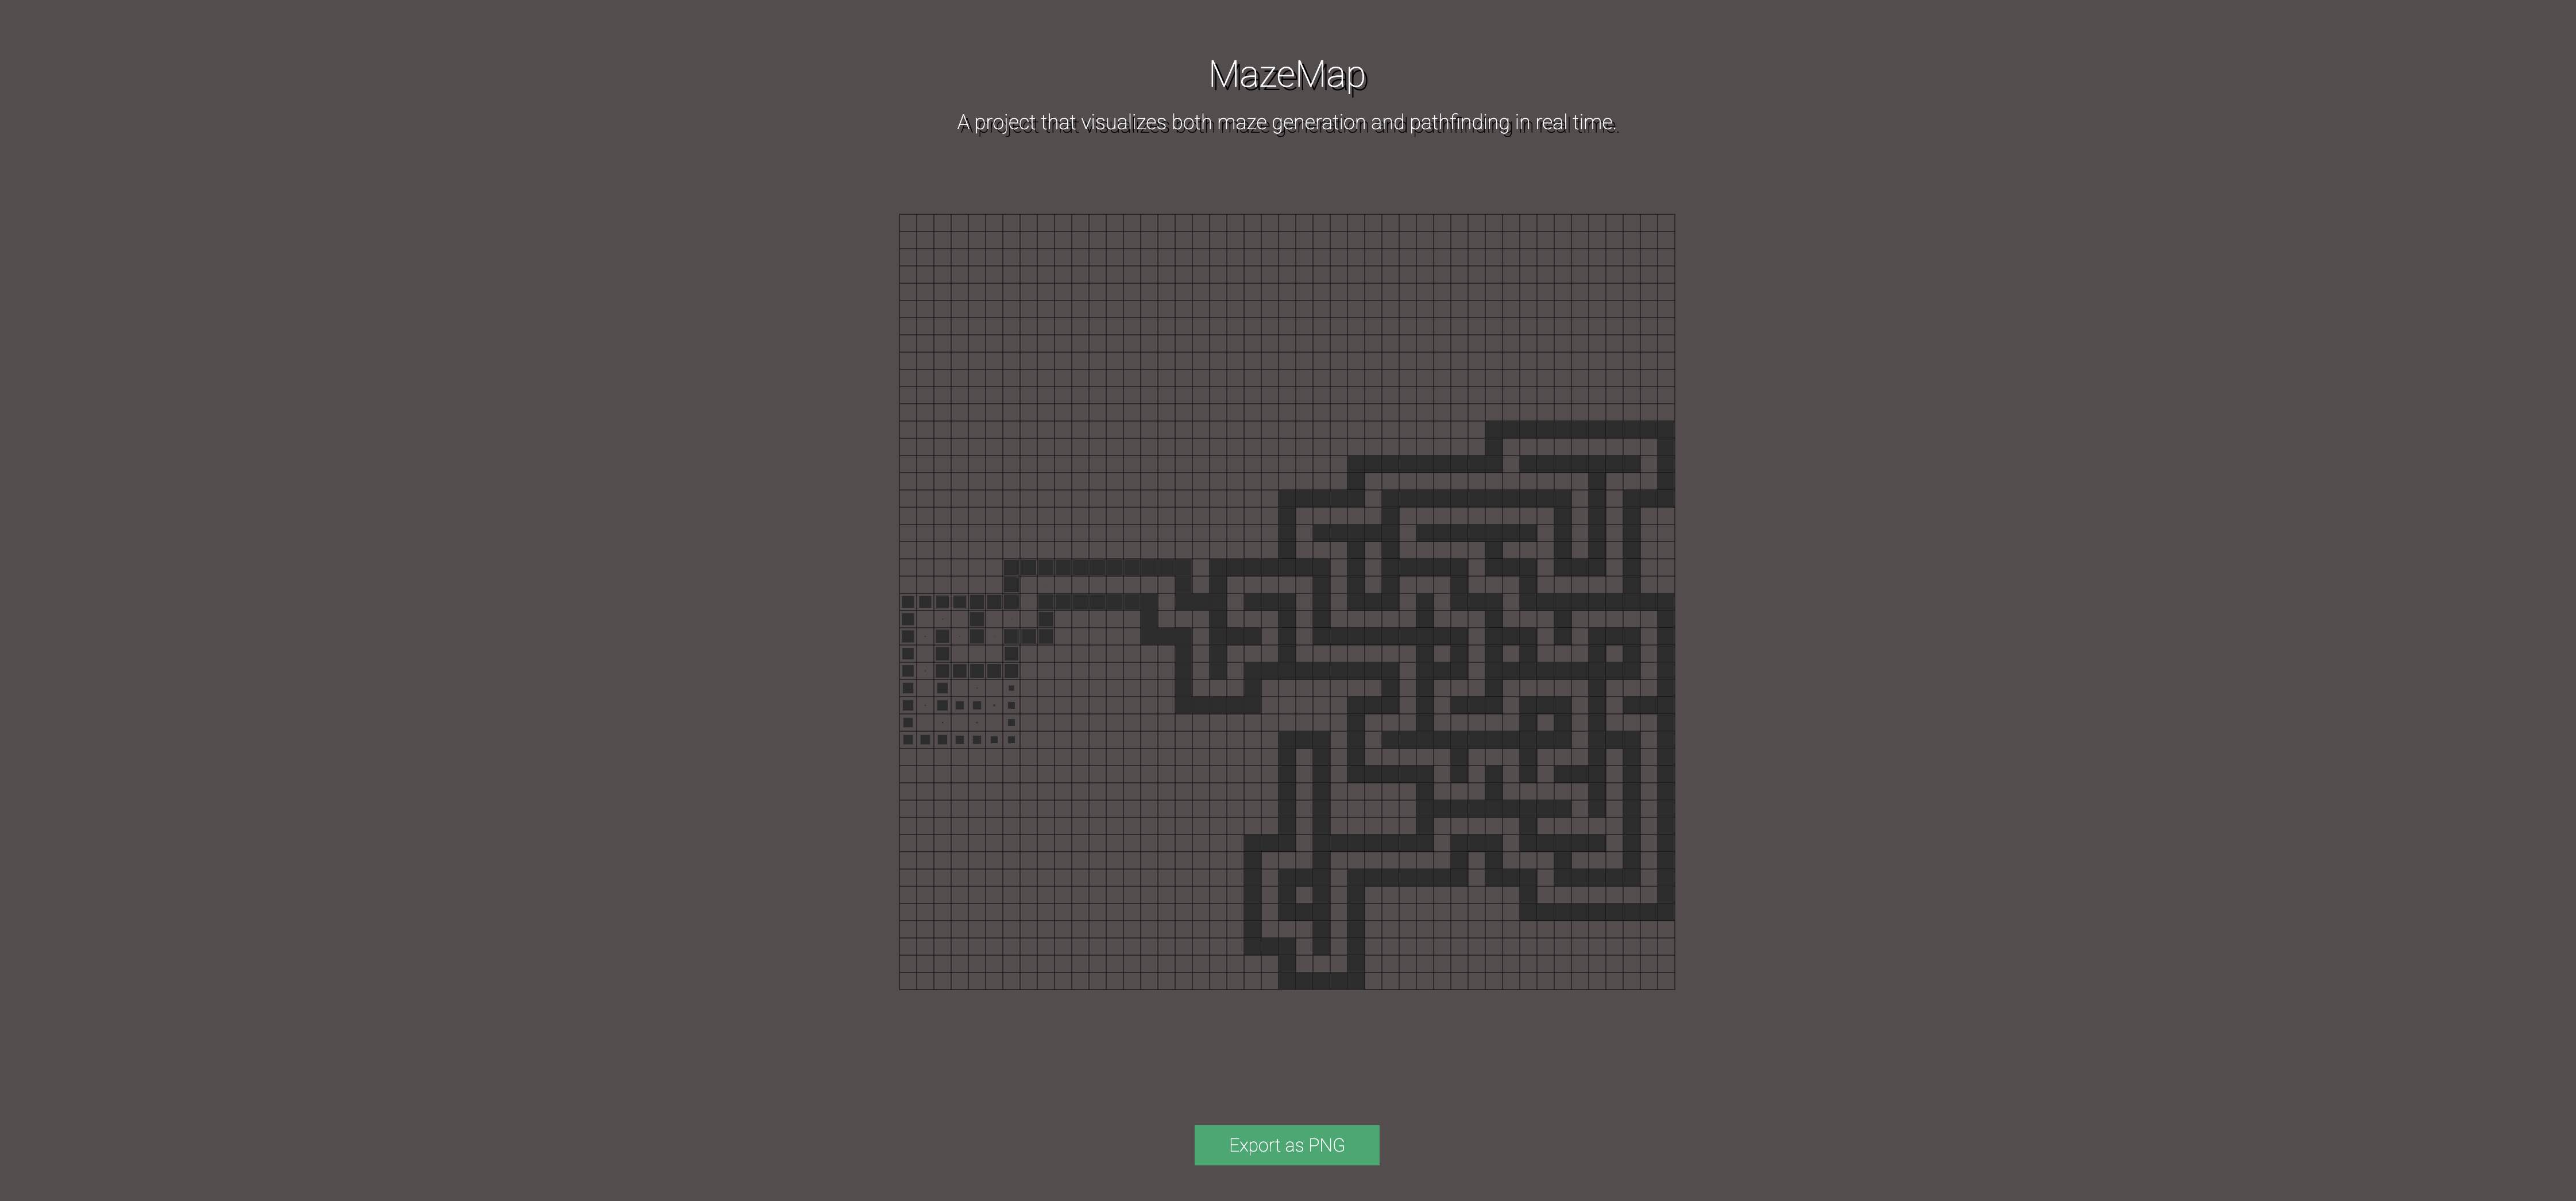 MazeMap
A project that visualizes both maze generation and pathfinding in real time.
Export as PNG